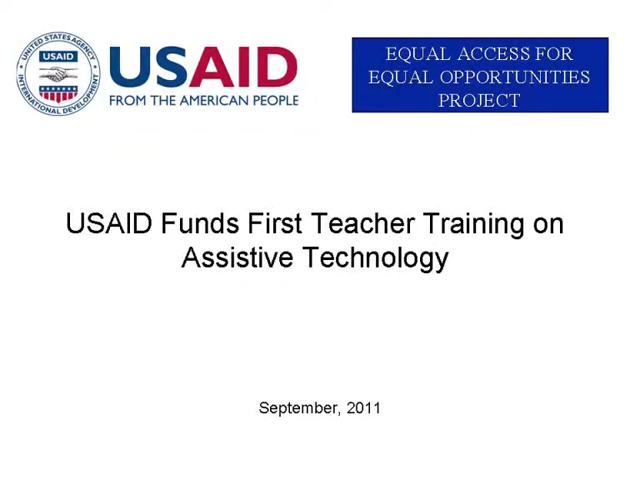 UNITED STATES AGENCY
USAID
INTERNATIONAL DEVELOPMENT
USAID
FROM THE AMERICAN PEOPLE
EQUAL ACCESS FOR
EQUAL OPPORTUNITIES
PROJECT
USAID Funds First Teacher Training on
Assistive Technology
September, 2011